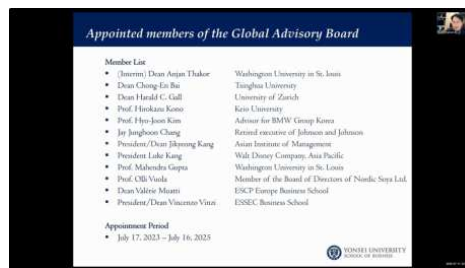 Appointed members of the Global Advisory Board
Member List
• (Interim) Dean Anjan Thakor Washington University in St. Louis
• Dean Chong-En Bai Tsinghua University
• Dean Harald C. Gall University of Zurich
• Prof. Hirokazu Kono Keio University
• Prof. Hyo-Joon Kim Advisor for BMW Group Korea
• Jay Junghoon Chang Retired executive of Johnson and Johnson
• President/Dean Jikyeong Kang Asian Institute of Management
• President Luke Kang Walt Disney Company, Asia Pacific
• Prof. Mahendra Gupta Washington University in St. Louis
• Prof. Olli Vuola Member of the Board of Directors of Nordic Soya Ltd.
• Dean Valérie Moatti ESCP Europe Business School
• President/Dean Vincenzo Vinzi ESSEC Business School
Appointment Period
• July 17, 2023 – July 16, 2025
YONSEI UNIVERSITY
SCHOOL OF BUSINESS